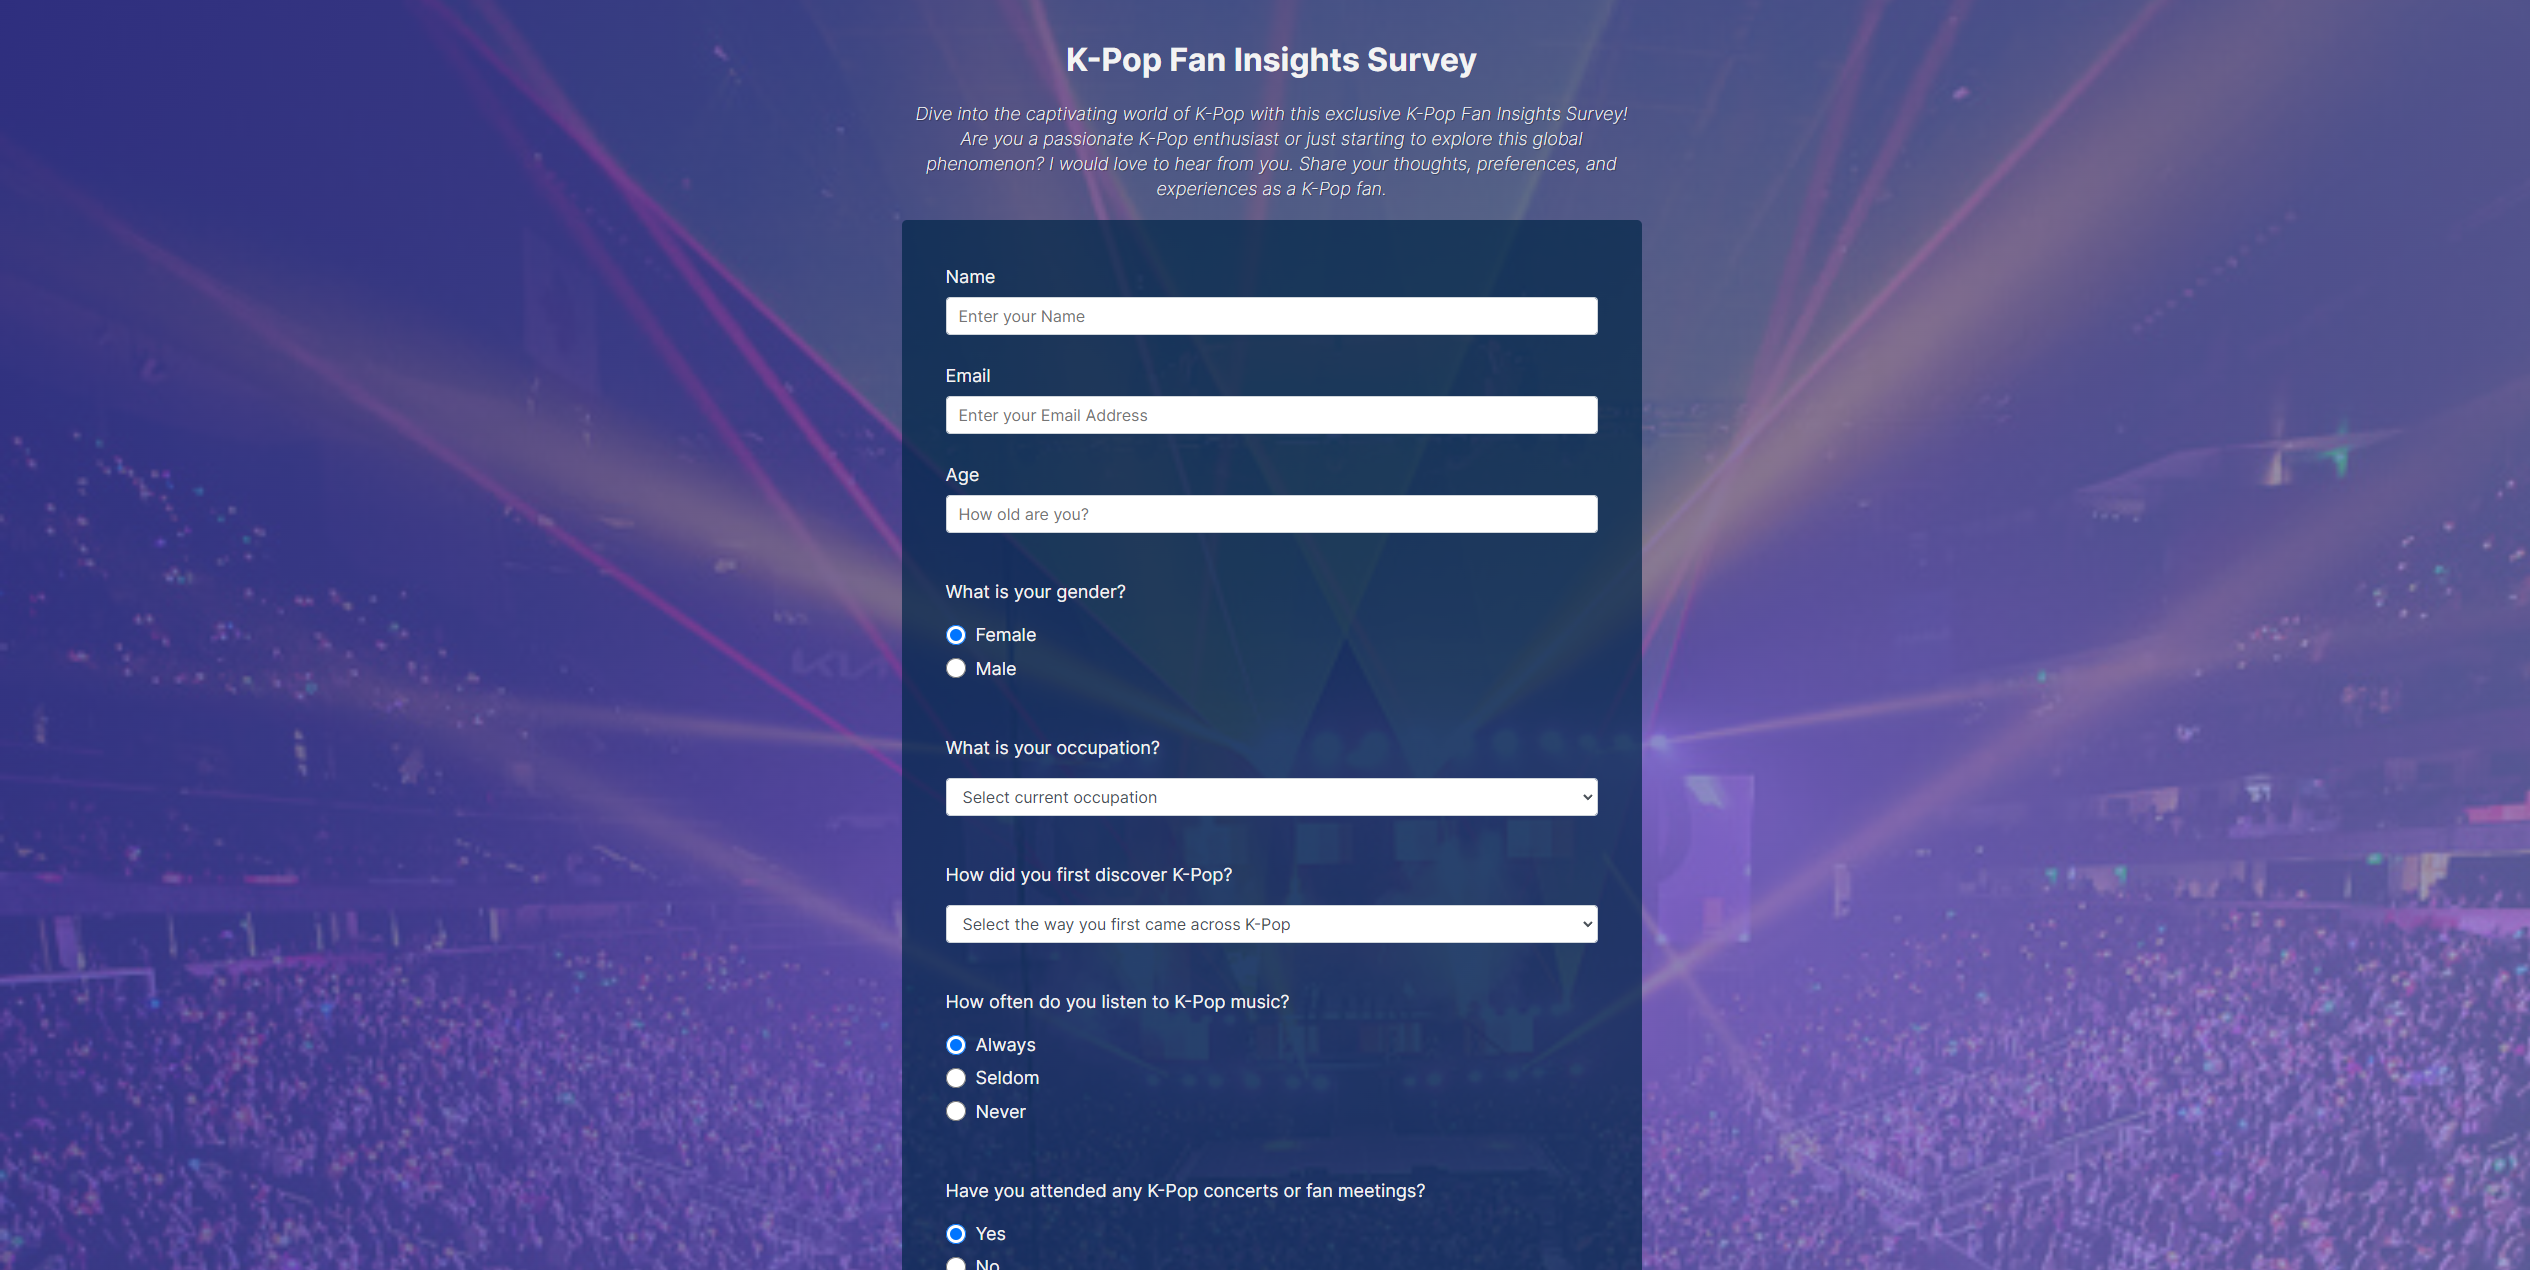 K-Pop Fan Insights Survey
Dive into the captivating world of K-Pop with this exclusive K-Pop Fan Insights Survey!
Are you a passionate K-Pop enthusiast or just starting to explore this global
phenomenon? I would love to hear from you. Share your thoughts, preferences, and
experiences as a K-Pop fan.
Name
Enter your Name
Email
Enter your Email Address
Age
How old are you?
What is your gender?
Female
Male
KIA
What is your occupation?
Select current occupation
How did you first discover K-Pop?
Select the way you first came across K-Pop
How often do you listen to K-Pop music?
Always
Seldom
Never
Have you attended any K-Pop concerts or fan meetings?
Yes
No